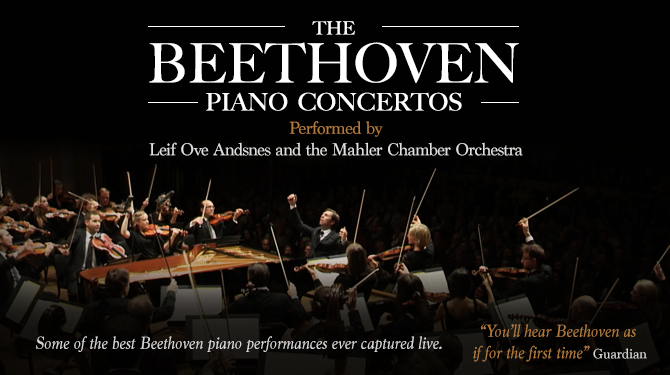 THE
BEETHOVEN
PIANO CONCERTOS
Performed by
Leif Ove Andsnes and the Mahler Chamber Orchestra
Some of the best Beethoven piano performances ever captured live.
“You’ll hear Beethoven as
if for the first time” Guardian